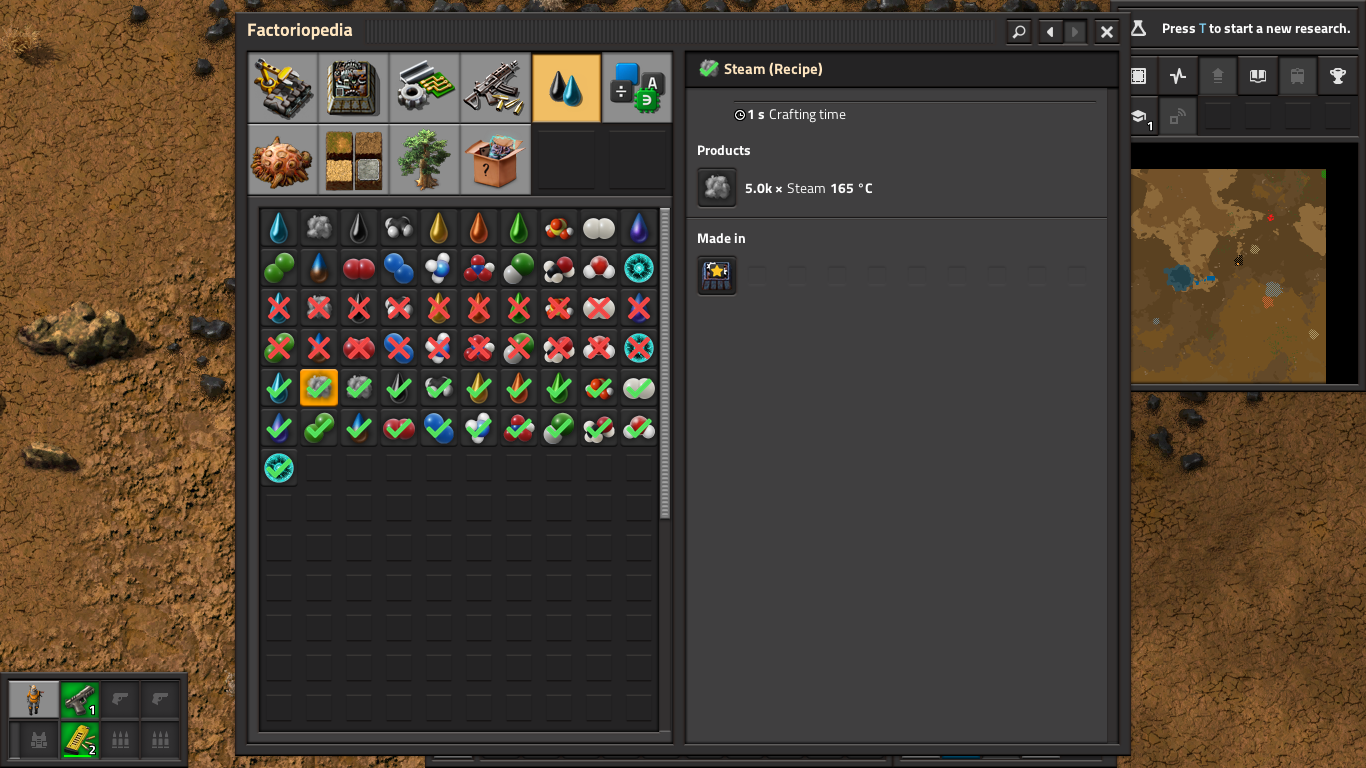 Factoriopedia
Press T to start a new research.
Steam (Recipe)
A
1
1 s Crafting time
Products
5.0k × Steam 165 °C
?
Made in
1
2